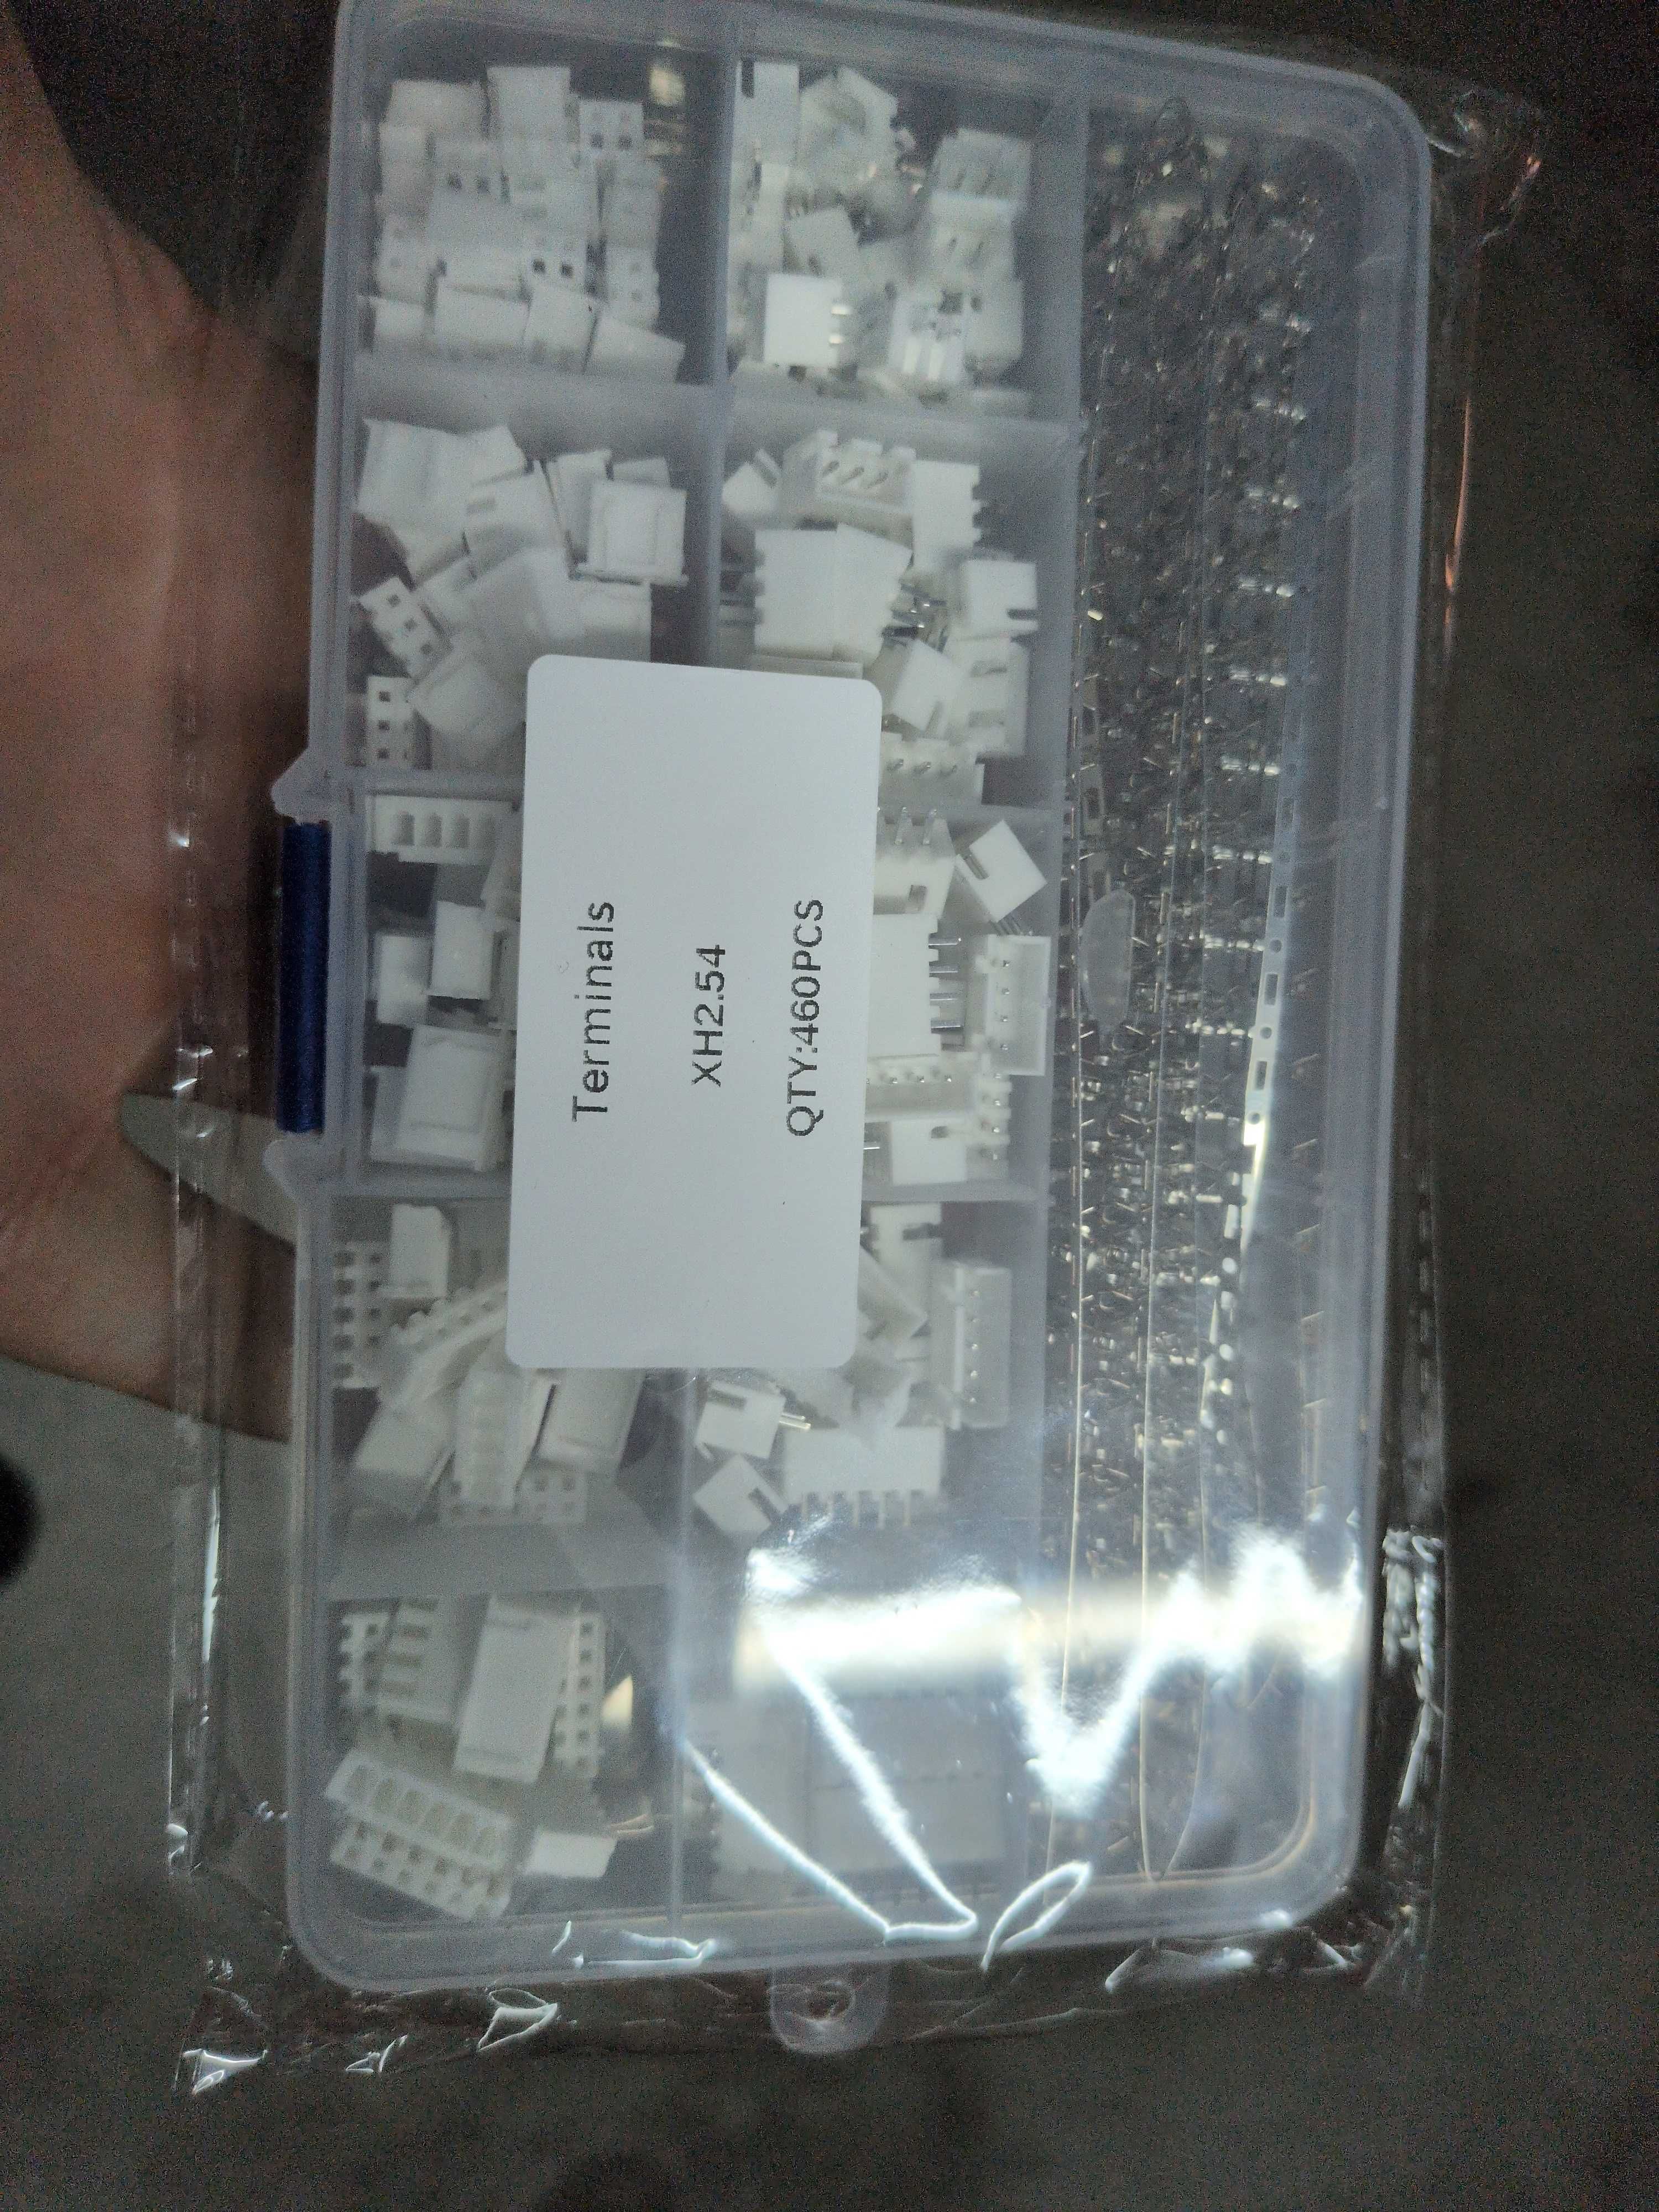 Terminals
XH2.54
QTY:460PCS